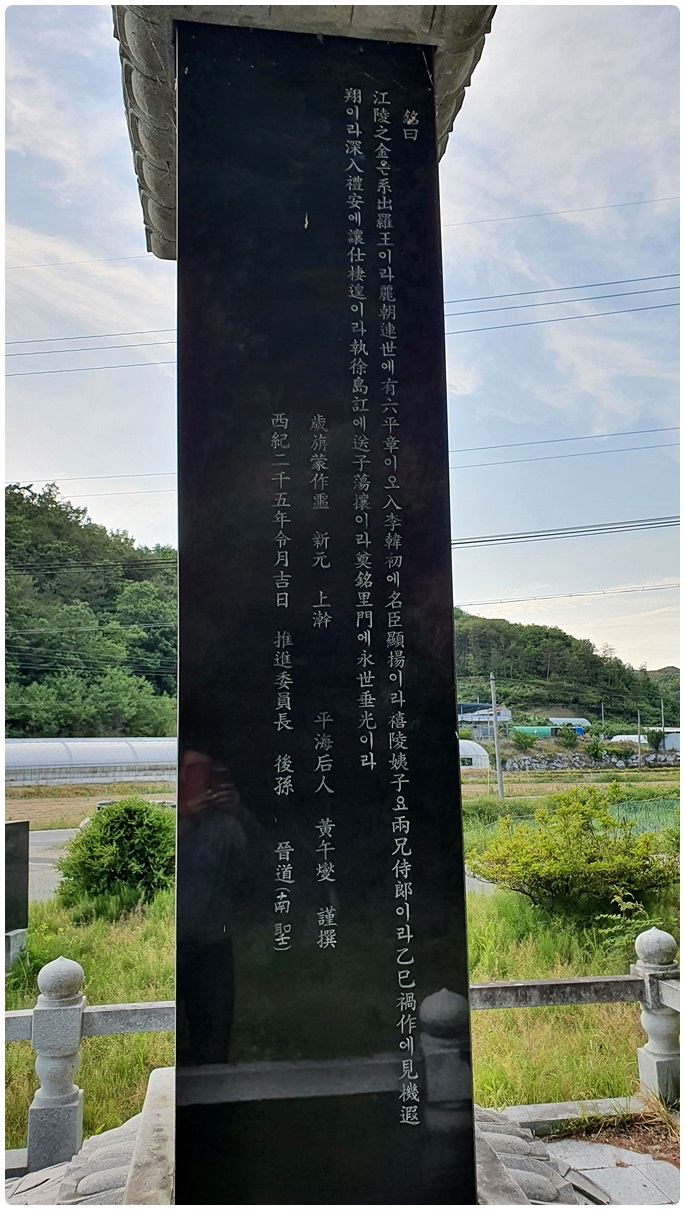 銘曰
江陵之金은系出羅王이라麗朝連世에有六平章이오入李韓初에名臣顯揚이라禧陵姨子요兩兄侍郎이라乙巳禍作에見機遐
翔이라深入禮安에讓仕棲遑이라執徐島訌에送子蕩攘이라奠銘里門에永世垂光이라
歲旃蒙作噩 新元 上澣 平海后人 黃午燮 謹撰
西紀二千五年令月吉日 推進委員長 後孫 晉道(南聖)